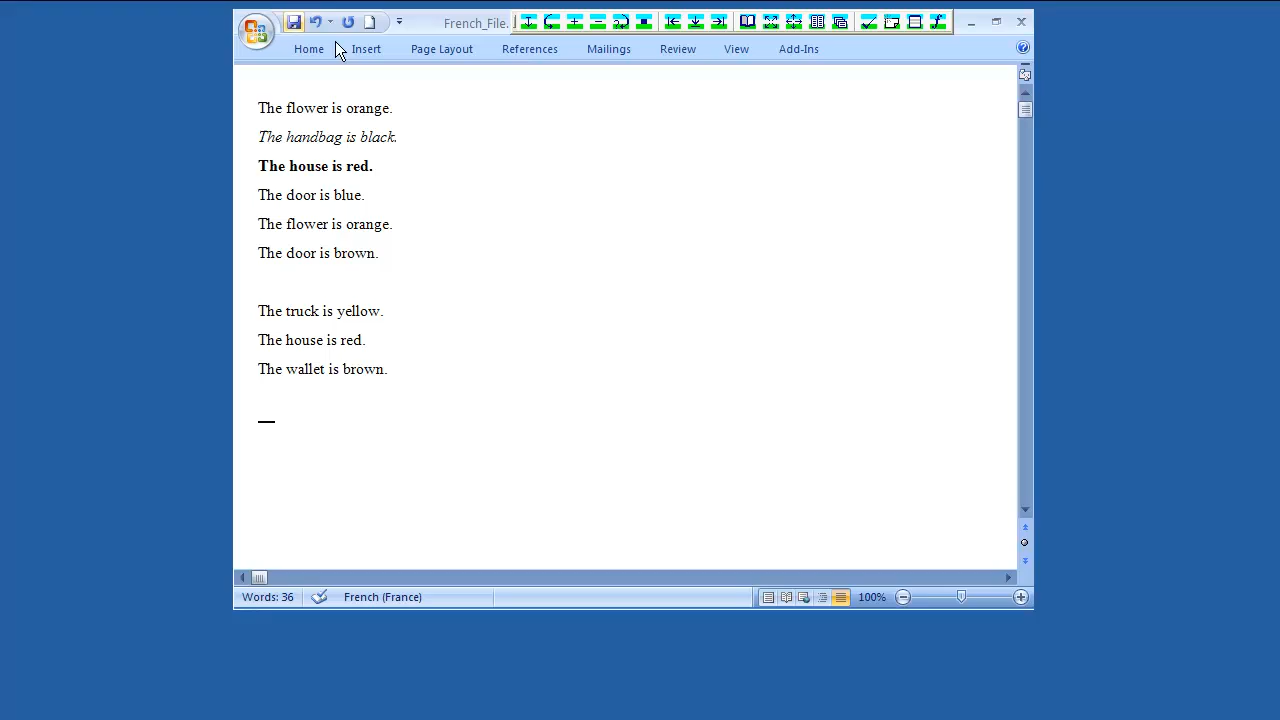 French_File.
Home Insert Page Layout References Mailings Review View Add-Ins
The flower is orange.
The handbag is black.
The house is red.
The door is blue.
The flower is orange.
The door is brown.
The truck is yellow.
The house is red.
The wallet is brown.
Words: 36 French (France) 100%